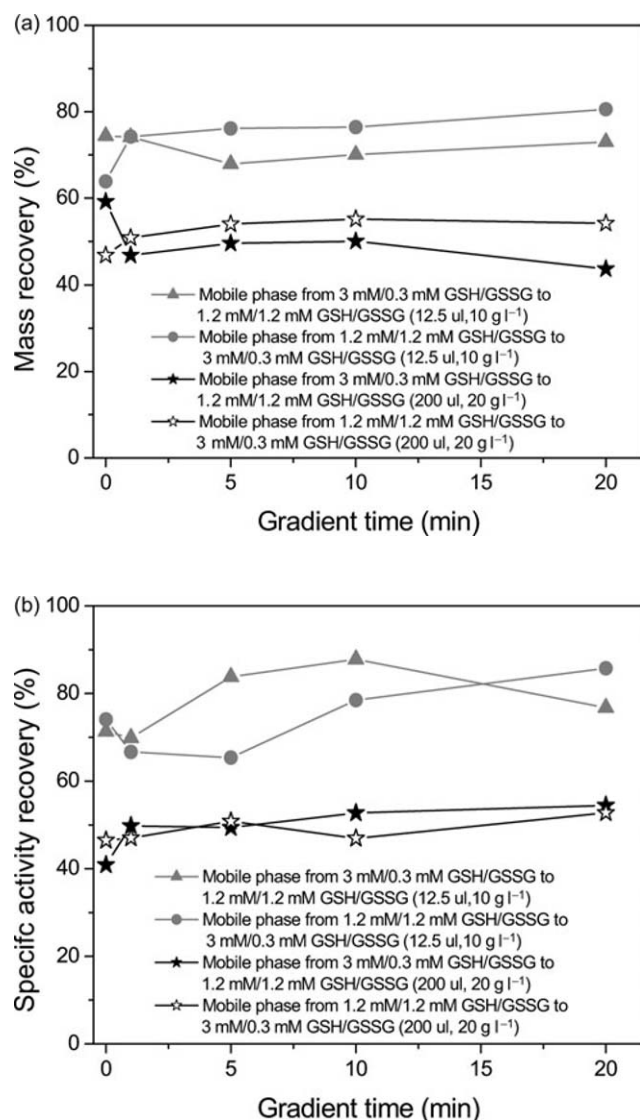 (a) 100
80
60
40
20
0
Mass recovery (%)
Mobile phase from 3 mM/0.3 mM GSH/GSSG to
1.2 mM/1.2 mM GSH/GSSG (12.5 ul,10 g l⁻¹)
Mobile phase from 1.2 mM/1.2 mM GSH/GSSG to
3 mM/0.3 mM GSH/GSSG (12.5 ul,10 g l⁻¹)
Mobile phase from 3 mM/0.3 mM GSH/GSSG to
1.2 mM/1.2 mM GSH/GSSG (200 ul, 20 g l⁻¹)
Mobile phase from 1.2 mM/1.2 mM GSH/GSSG to
3 mM/0.3 mM GSH/GSSG (200 ul, 20 g l⁻¹)
0 5 10 15 20
Gradient time (min)
(b) 100
80
60
40
20
0
Specifc activity recovery (%)
Mobile phase from 3 mM/0.3 mM GSH/GSSG to
1.2 mM/1.2 mM GSH/GSSG (12.5 ul,10 g l⁻¹)
Mobile phase from 1.2 mM/1.2 mM GSH/GSSG to
3 mM/0.3 mM GSH/GSSG (12.5 ul,10 g l⁻¹)
Mobile phase from 3 mM/0.3 mM GSH/GSSG to
1.2 mM/1.2 mM GSH/GSSG (200 ul, 20 g l⁻¹)
Mobile phase from 1.2 mM/1.2 mM GSH/GSSG to
3 mM/0.3 mM GSH/GSSG (200 ul, 20 g l⁻¹)
0 5 10 15 20
Gradient time (min)